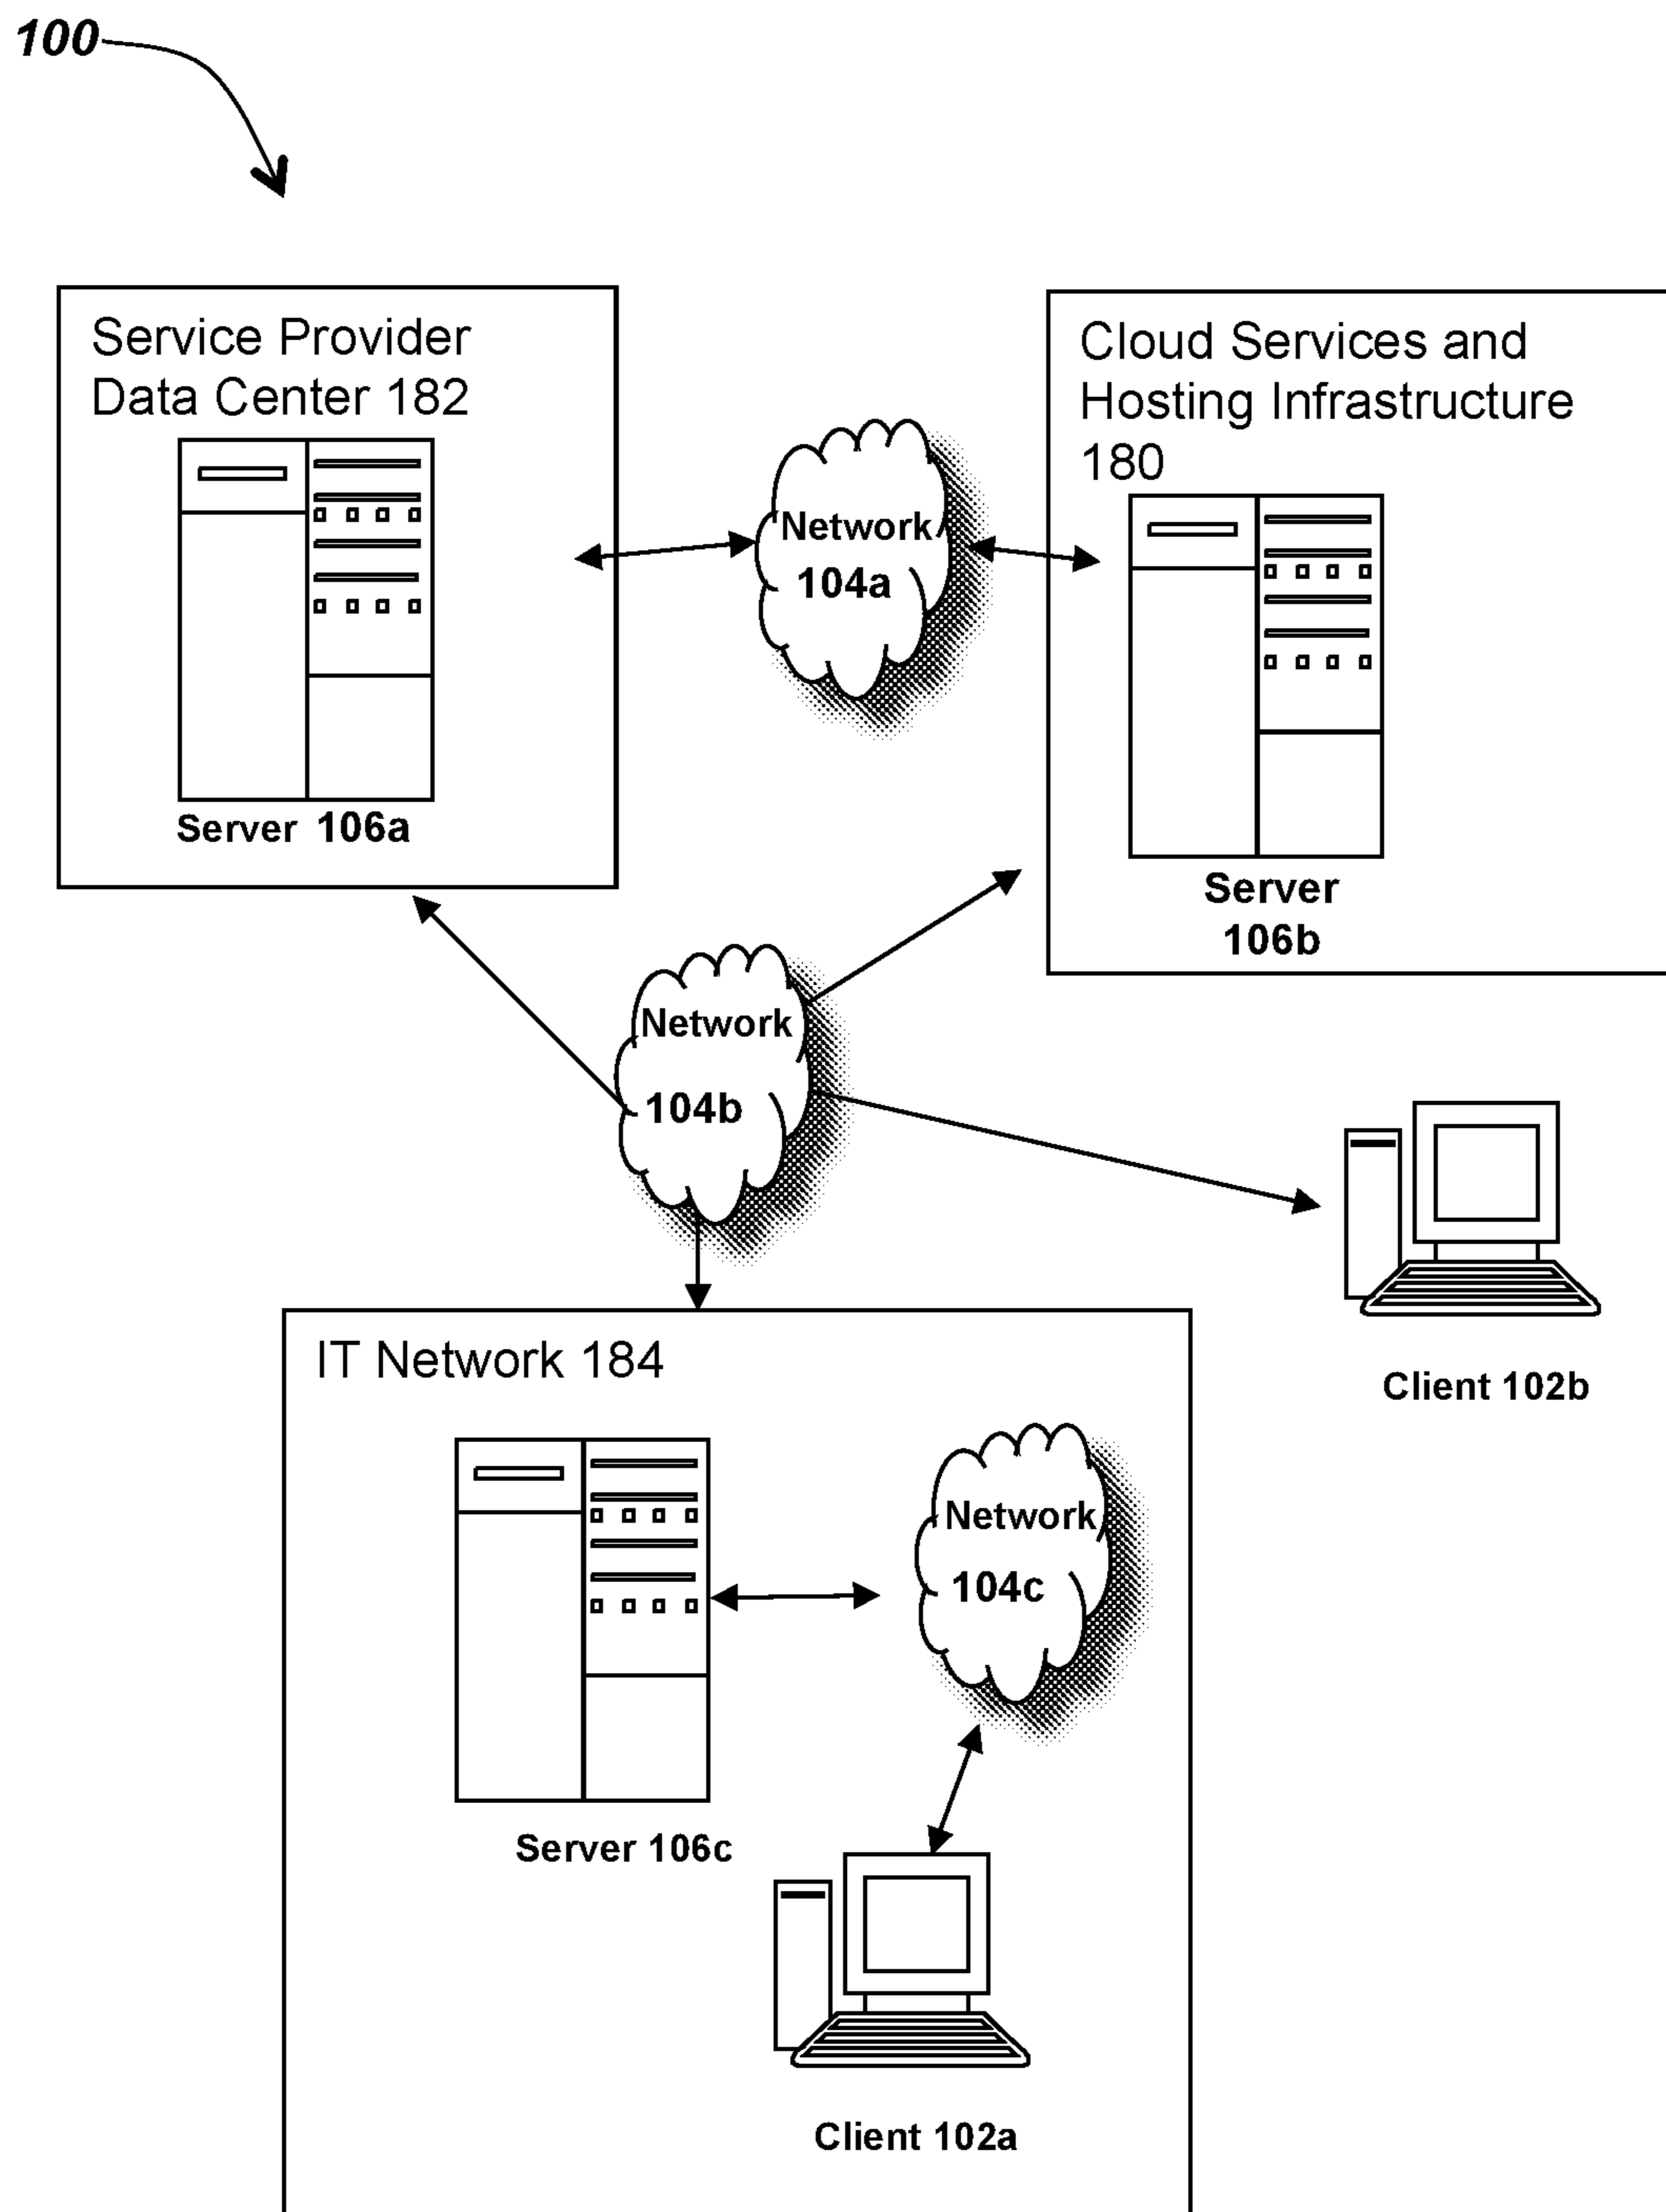 100
Service Provider
Data Center 182
Server 106a
Network
104a
Cloud Services and
Hosting Infrastructure
180
Server
106b
Network
104b
Client 102b
IT Network 184
Server 106c
Network
104c
Client 102a